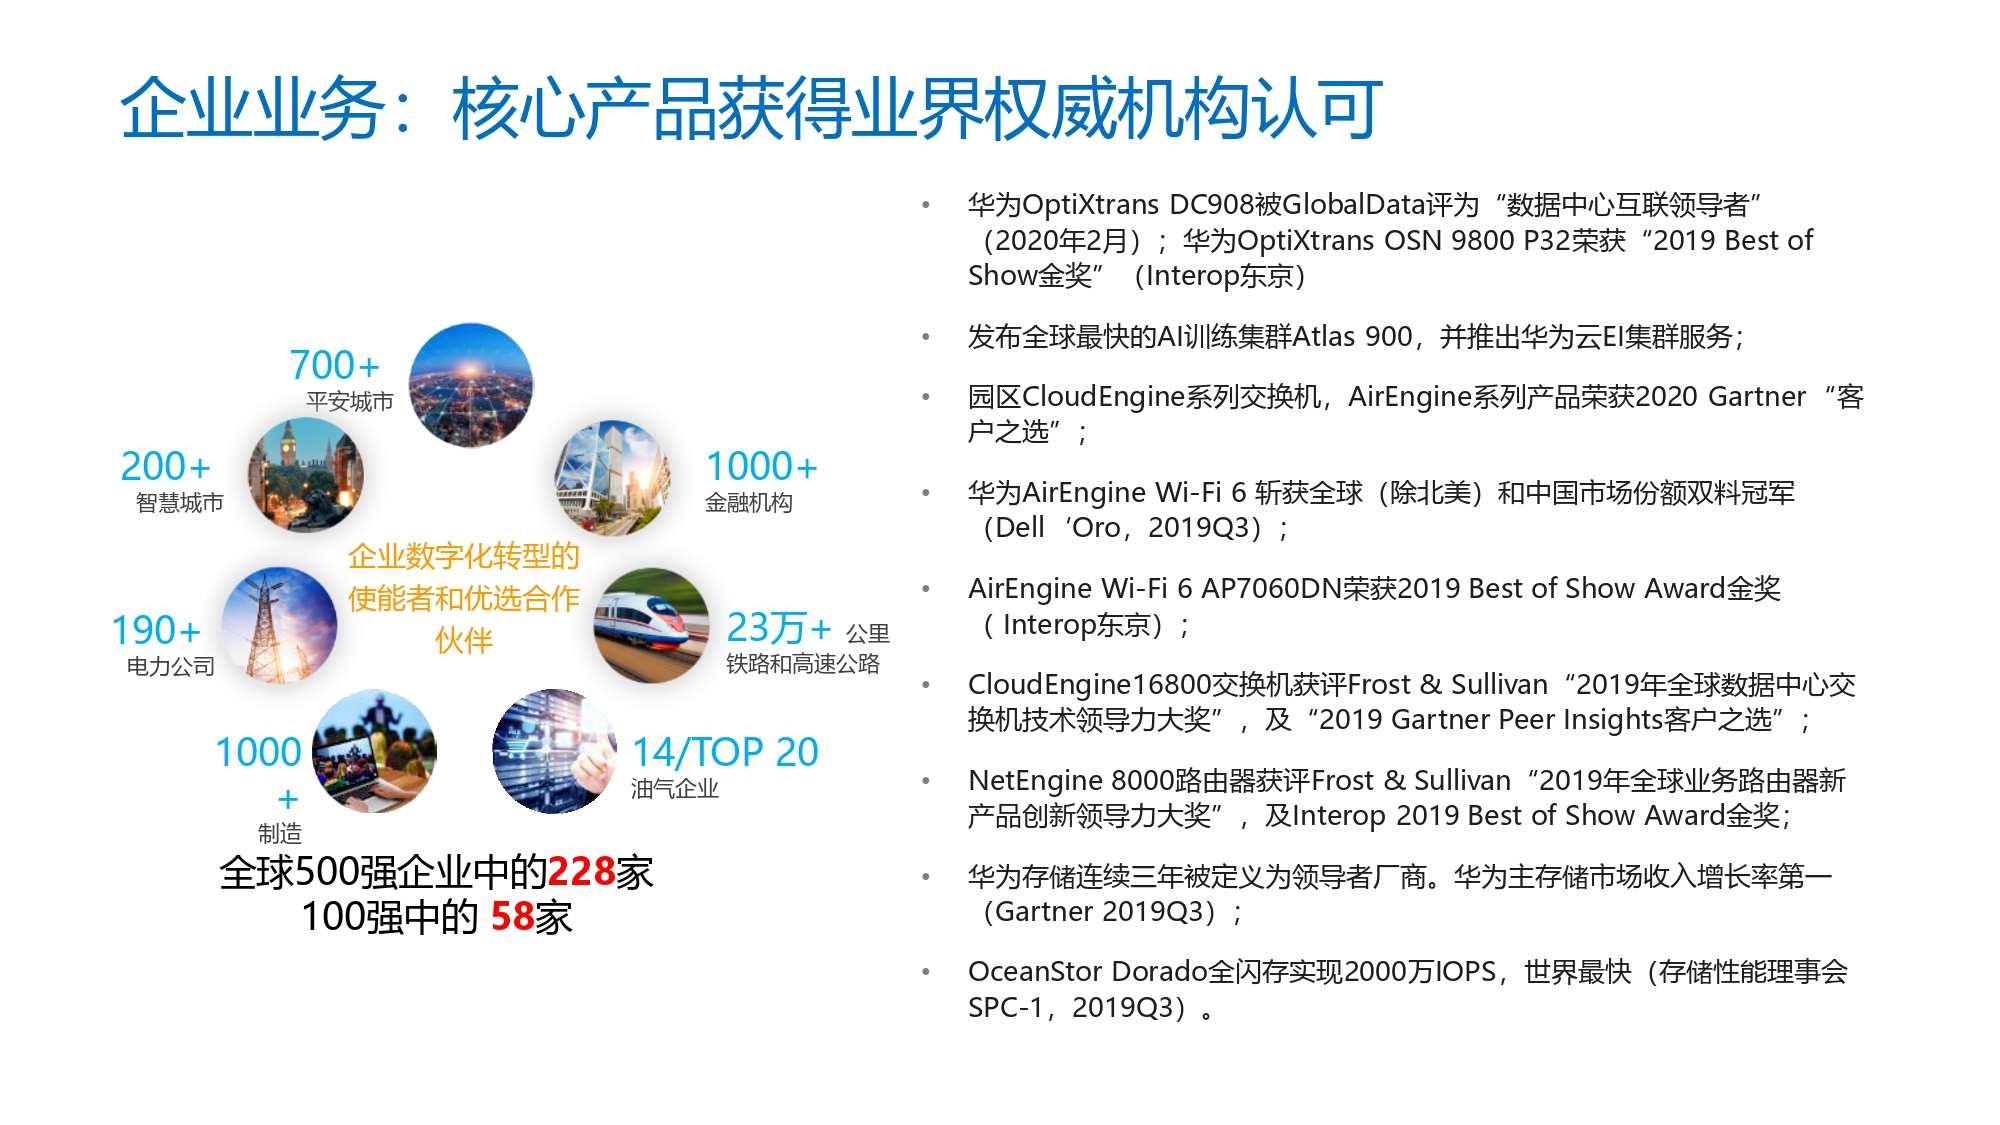 企业业务：核心产品获得业界权威机构认可
700+
平安城市
200+
智慧城市
1000+
金融机构
企业数字化转型的
使能者和优选合作
伙伴
190+
电力公司
23万+ 公里
铁路和高速公路
1000
+
制造
14/TOP 20
油气企业
全球500强企业中的228家
100强中的 58家
• 华为OptiXtrans DC908被GlobalData评为“数据中心互联领导者”
（2020年2月）；华为OptiXtrans OSN 9800 P32荣获“2019 Best of
Show金奖”（Interop东京）
• 发布全球最快的AI训练集群Atlas 900，并推出华为云EI集群服务；
• 园区CloudEngine系列交换机，AirEngine系列产品荣获2020 Gartner“客
户之选”；
• 华为AirEngine Wi-Fi 6 斩获全球（除北美）和中国市场份额双料冠军
（Dell‘Oro，2019Q3）；
• AirEngine Wi-Fi 6 AP7060DN荣获2019 Best of Show Award金奖
（ Interop东京）；
• CloudEngine16800交换机获评Frost & Sullivan“2019年全球数据中心交
换机技术领导力大奖”，及“2019 Gartner Peer Insights客户之选”；
• NetEngine 8000路由器获评Frost & Sullivan“2019年全球业务路由器新
产品创新领导力大奖”，及Interop 2019 Best of Show Award金奖；
• 华为存储连续三年被定义为领导者厂商。华为主存储市场收入增长率第一
（Gartner 2019Q3）；
• OceanStor Dorado全闪存实现2000万IOPS，世界最快（存储性能理事会
SPC-1，2019Q3）。